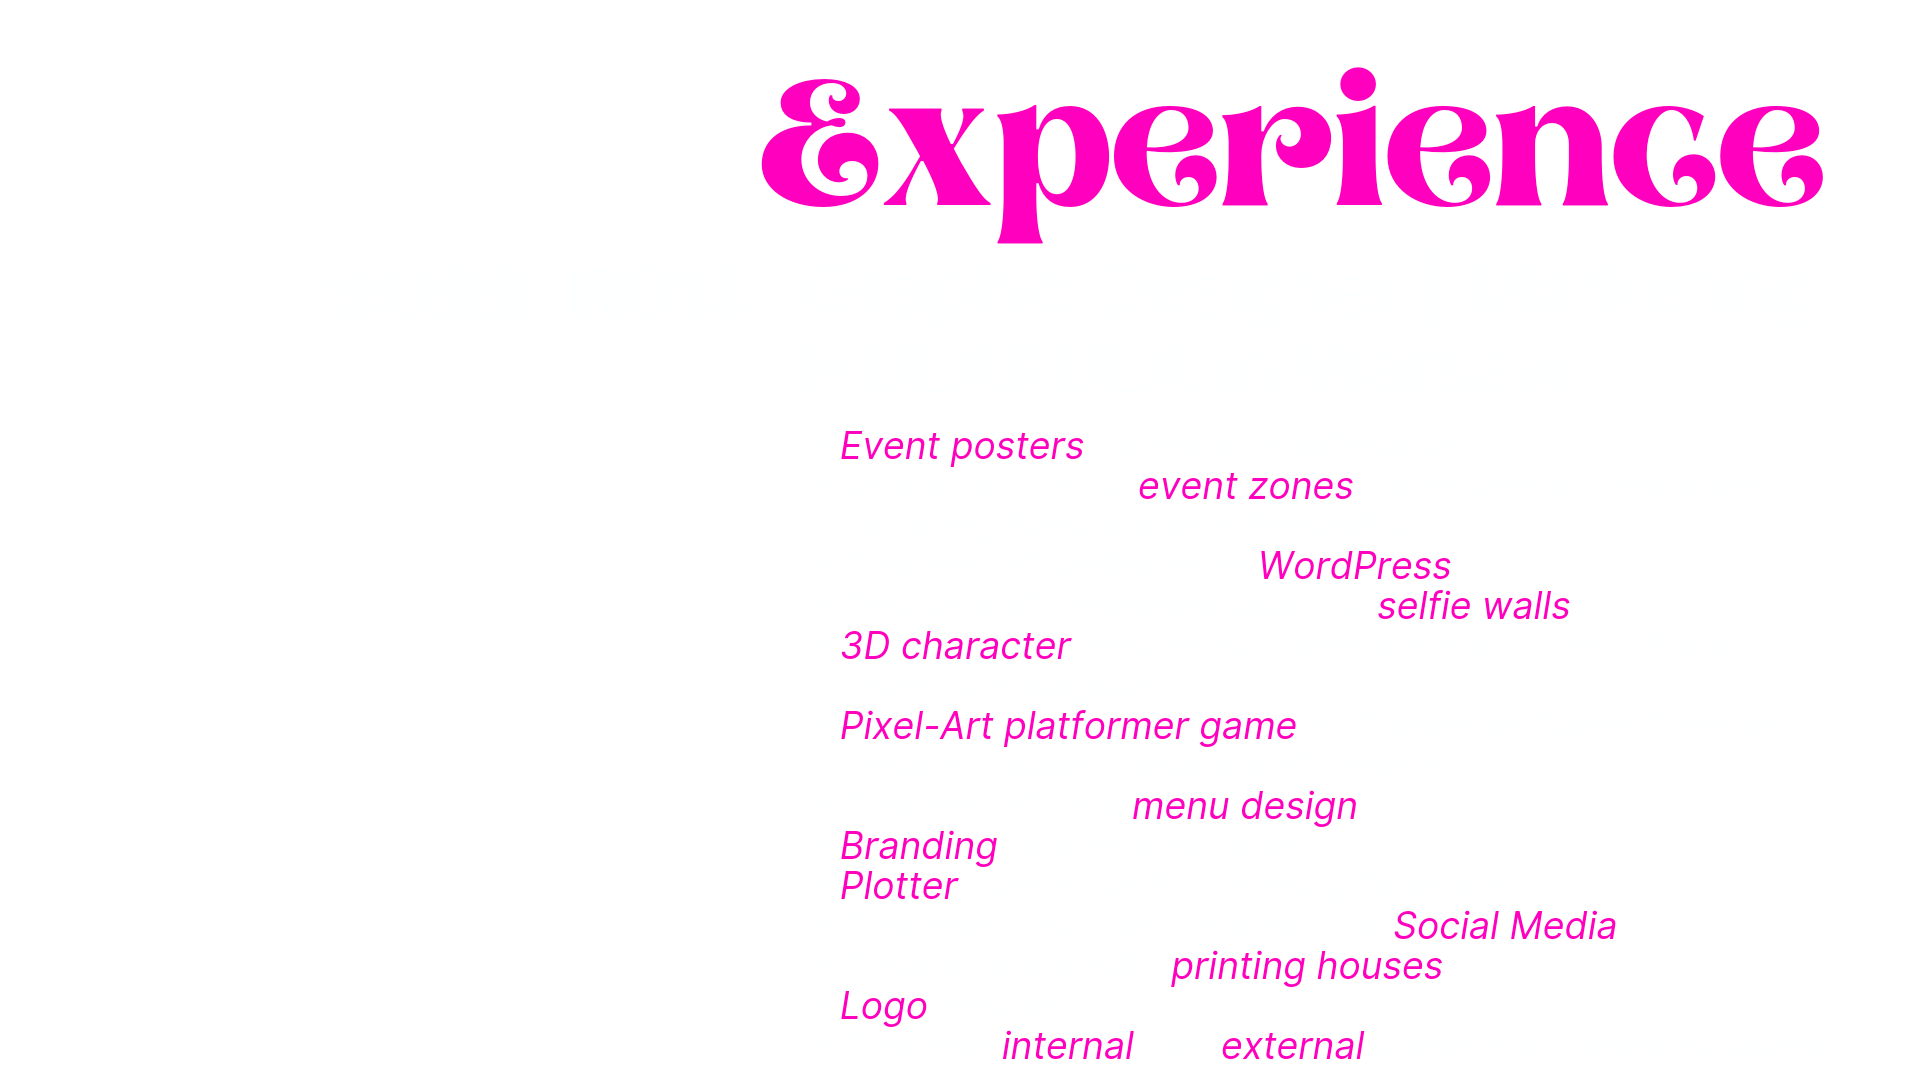 Experience
Event posters
event zones
WordPress
selfie walls
3D character
Pixel-Art platformer game
menu design
Branding
Plotter
Social Media
printing houses
Logo
internal external